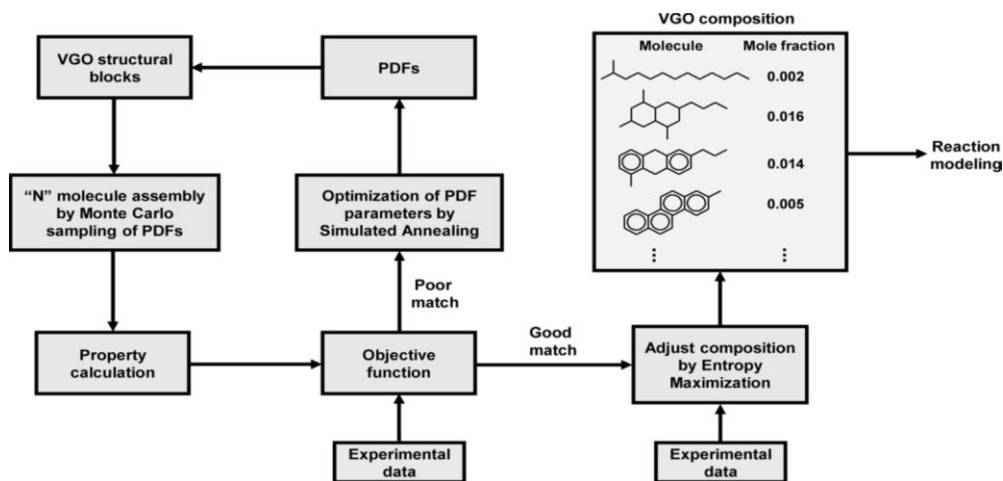 VGO structural
blocks
PDFs
“N” molecule assembly
by Monte Carlo
sampling of PDFs
Optimization of PDF
parameters by
Simulated Annealing
Poor
match
Property
calculation
Objective
function
Good
match
Adjust composition
by Entropy
Maximization
Experimental
data
Experimental
data
VGO composition
Molecule Mole fraction
0.002
0.016
0.014
0.005
⋮ ⋮
Reaction
modeling